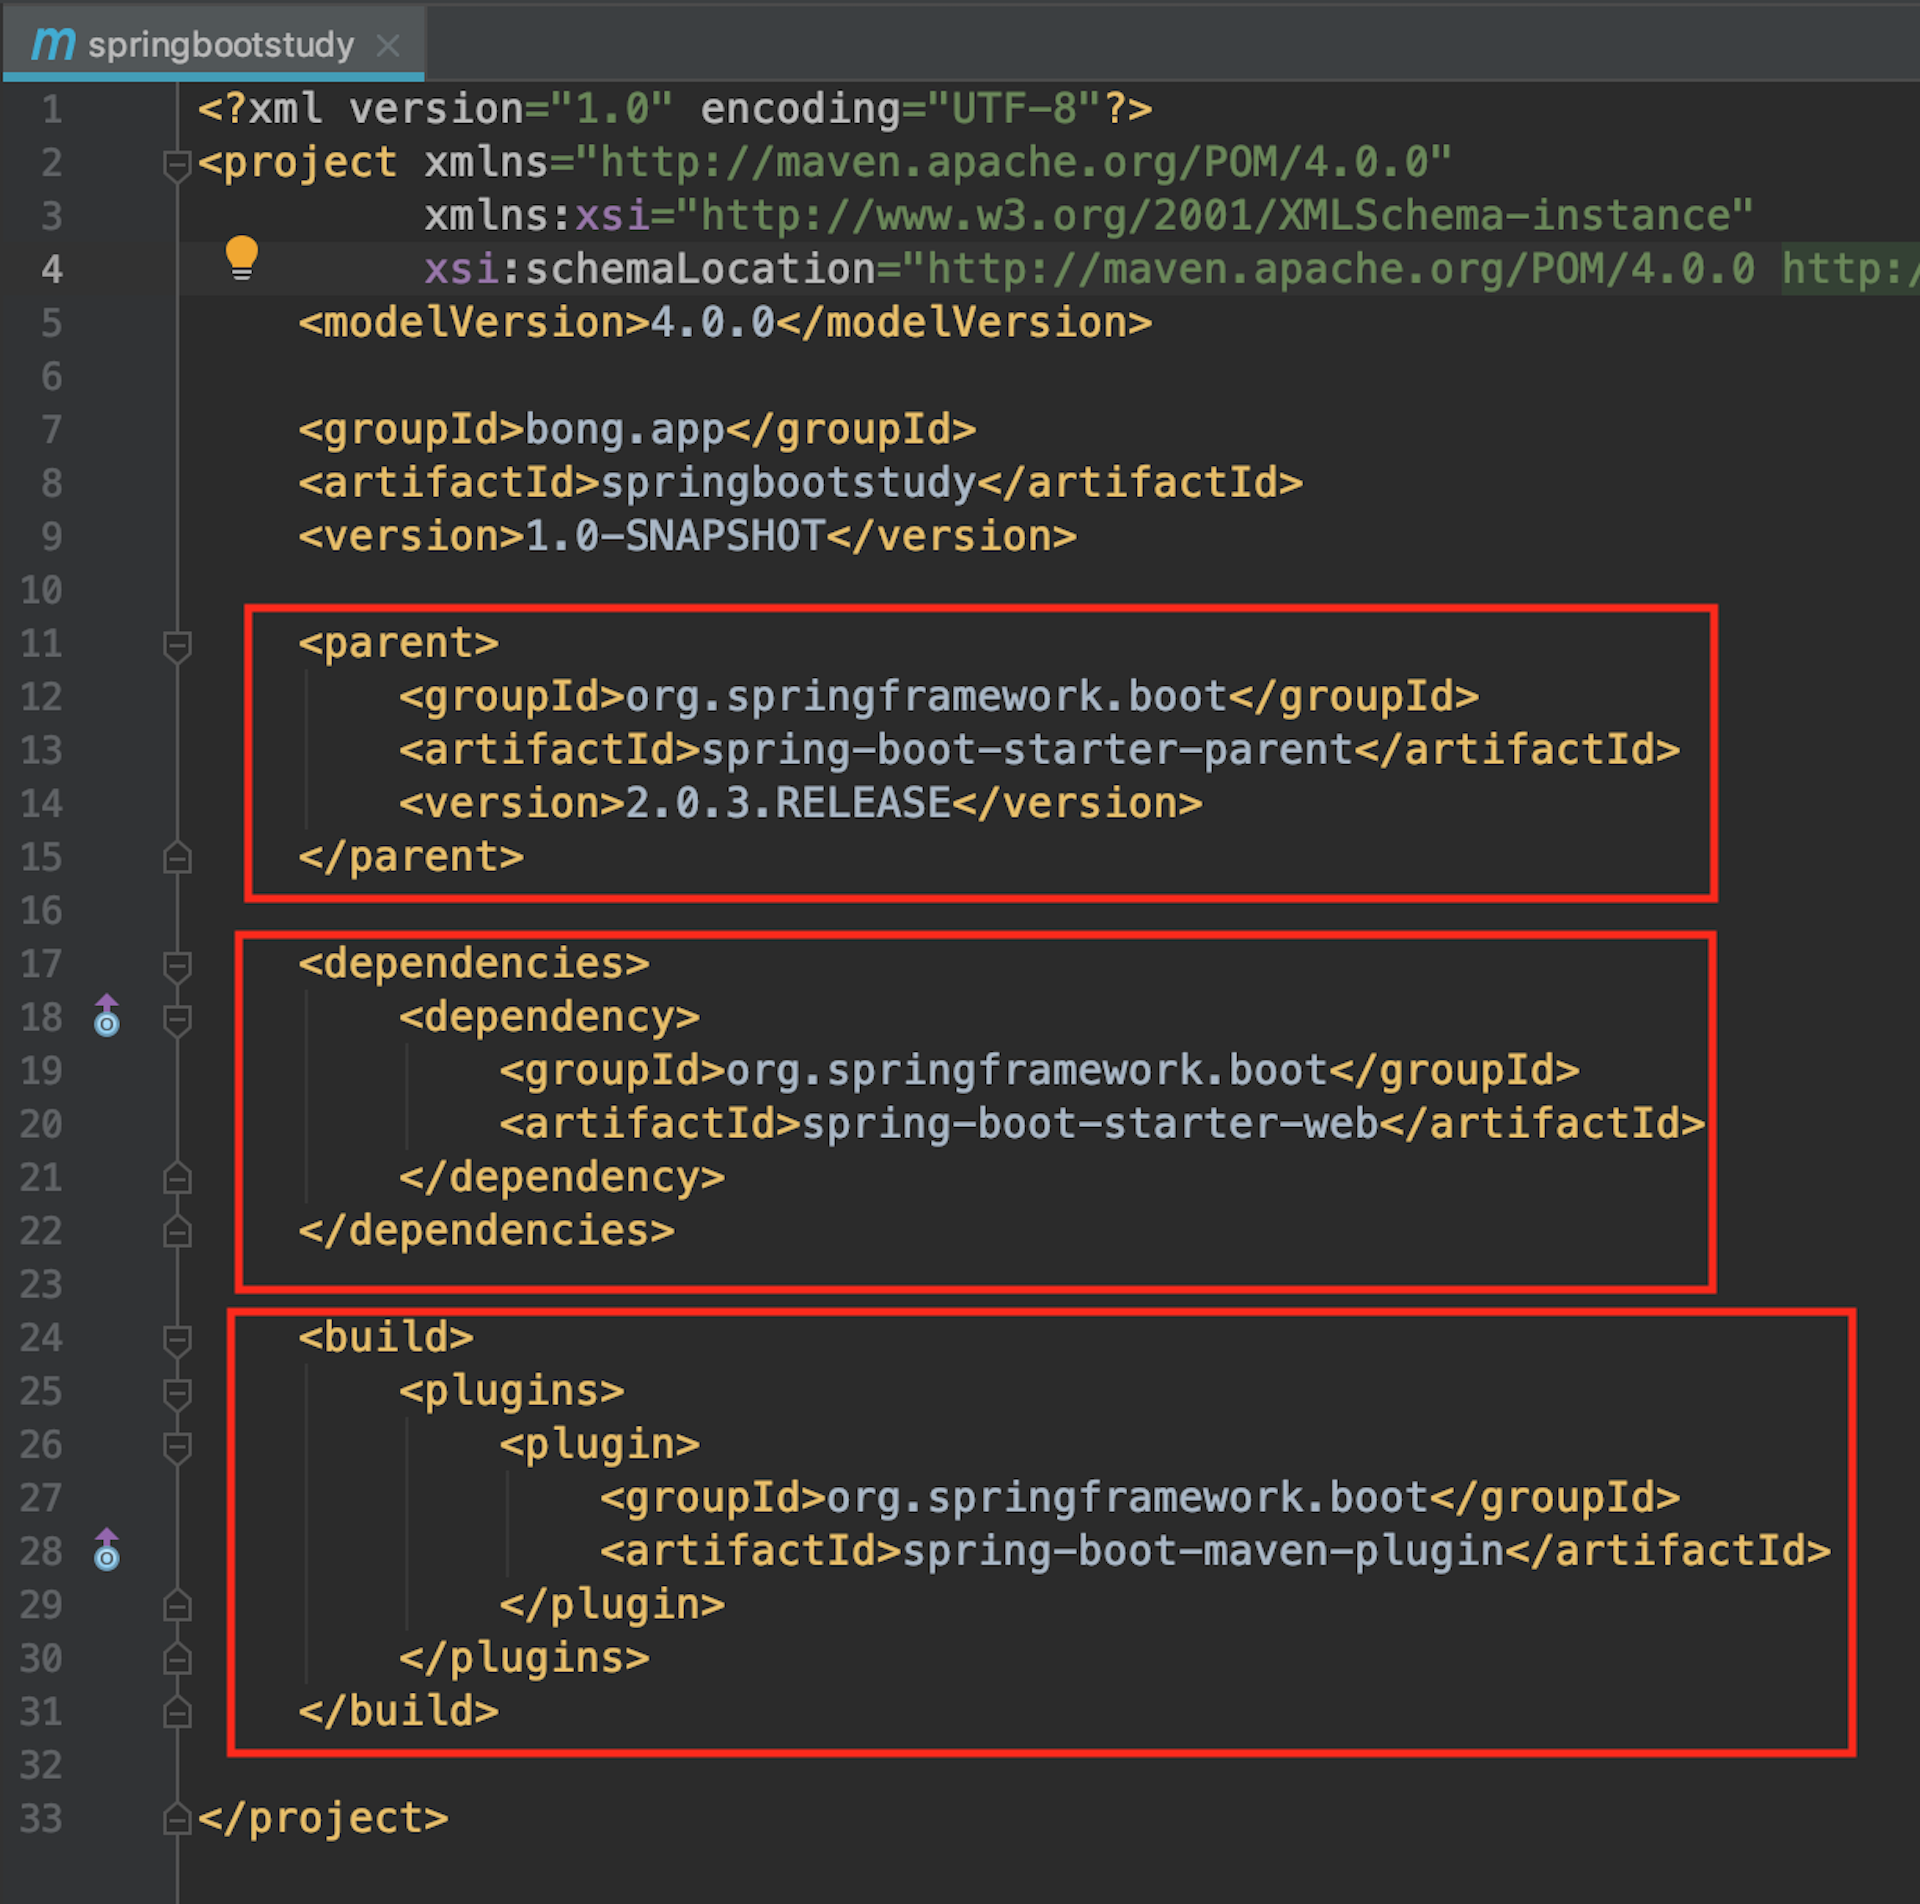 springbootstudy
1 <?xml version="1.0" encoding="UTF-8"?>
2 <project xmlns="http://maven.apache.org/POM/4.0.0"
3 xmlns:xsi="http://www.w3.org/2001/XMLSchema-instance"
4 xsi:schemaLocation="http://maven.apache.org/POM/4.0.0 http:/
5 <modelVersion>4.0.0</modelVersion>
6
7 <groupId>bong.app</groupId>
8 <artifactId>springbootstudy</artifactId>
9 <version>1.0-SNAPSHOT</version>
10
11 <parent>
12 <groupId>org.springframework.boot</groupId>
13 <artifactId>spring-boot-starter-parent</artifactId>
14 <version>2.0.3.RELEASE</version>
15 </parent>
16
17 <dependencies>
18 <dependency>
19 <groupId>org.springframework.boot</groupId>
20 <artifactId>spring-boot-starter-web</artifactId>
21 </dependency>
22 </dependencies>
23
24 <build>
25 <plugins>
26 <plugin>
27 <groupId>org.springframework.boot</groupId>
28 <artifactId>spring-boot-maven-plugin</artifactId>
29 </plugin>
30 </plugins>
31 </build>
32
33 </project>